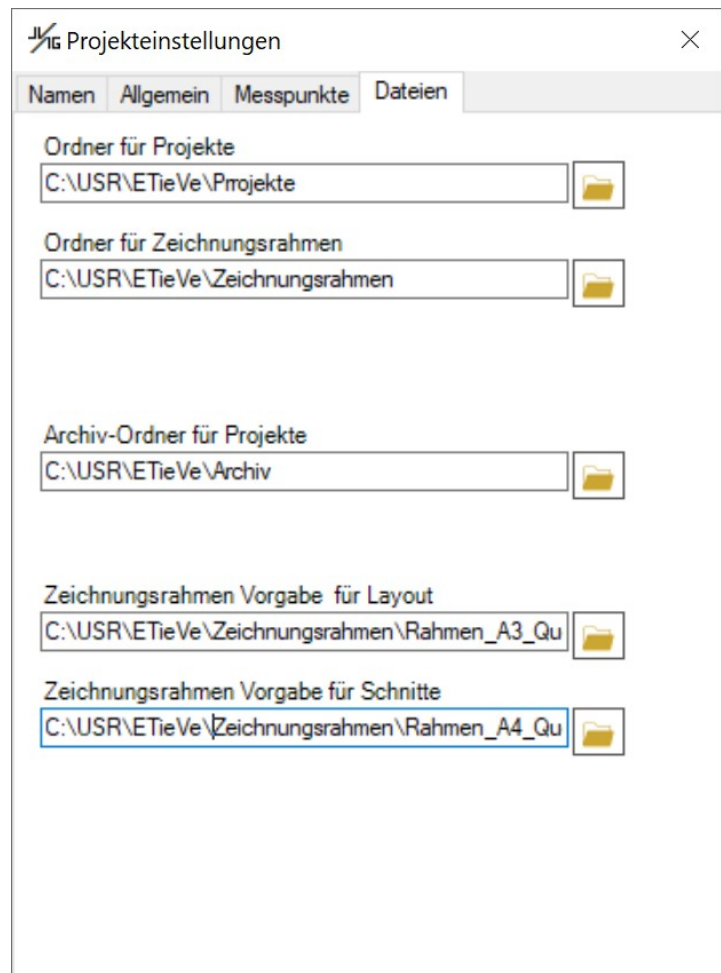 JVIG Projekteinstellungen
Namen Allgemein Messpunkte Dateien
Ordner für Projekte
C:\USR\ETieVe\Prrojekte
Ordner für Zeichnungsrahmen
C:\USR\ETieVe\Zeichnungsrahmen
Archiv-Ordner für Projekte
C:\USR\ETieVe\Archiv
Zeichnungsrahmen Vorgabe für Layout
C:\USR\ETieVe\Zeichnungsrahmen\Rahmen_A3_Qu
Zeichnungsrahmen Vorgabe für Schnitte
C:\USR\ETieVe\Zeichnungsrahmen\Rahmen_A4_Qu